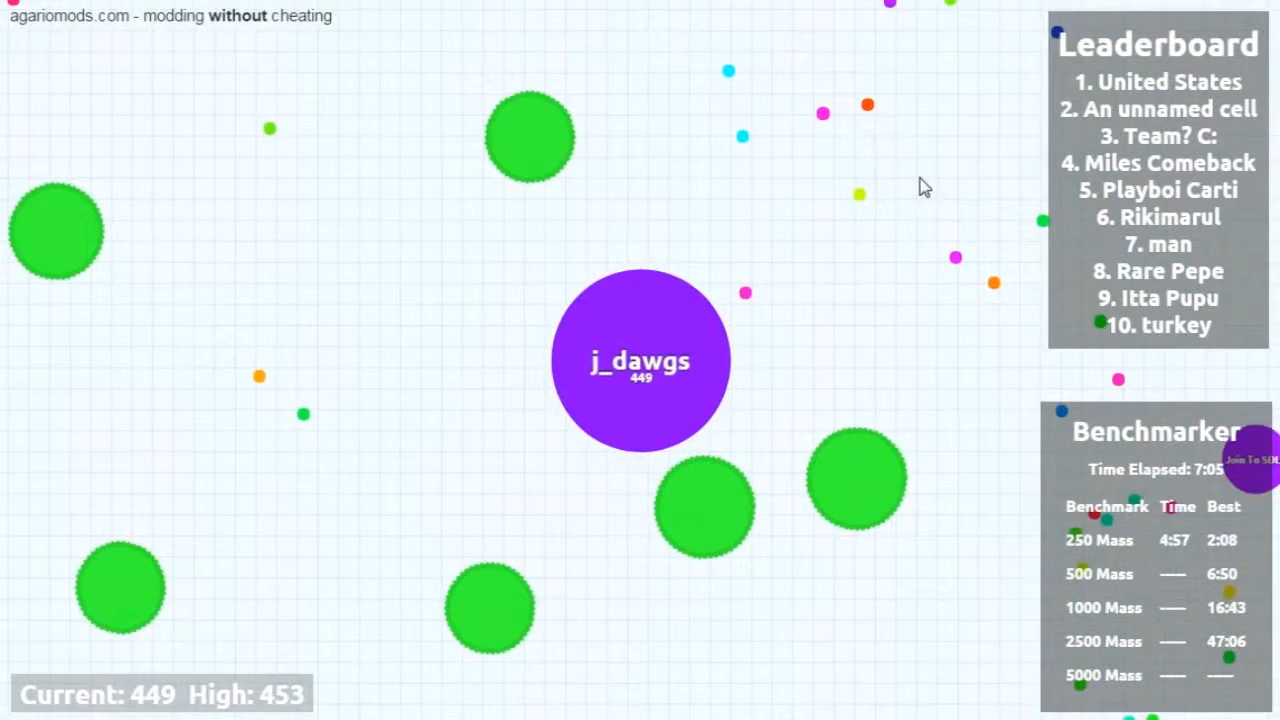 agariomods.com - modding without cheating
Leaderboard
1. United States
2. An unnamed cell
3. Team? C:
4. Miles Comeback
5. Playboi Carti
6. Rikimarul
7. man
8. Rare Pepe
9. Itta Pupu
10. turkey
j_dawgs
449
Benchmarker
Time Elapsed: 7:05
Join To
Benchmark Time Best
250 Mass 4:57 2:08
500 Mass —— 6:50
1000 Mass —— 16:43
2500 Mass —— 47:06
5000 Mass —— ——
Current: 449 High: 453